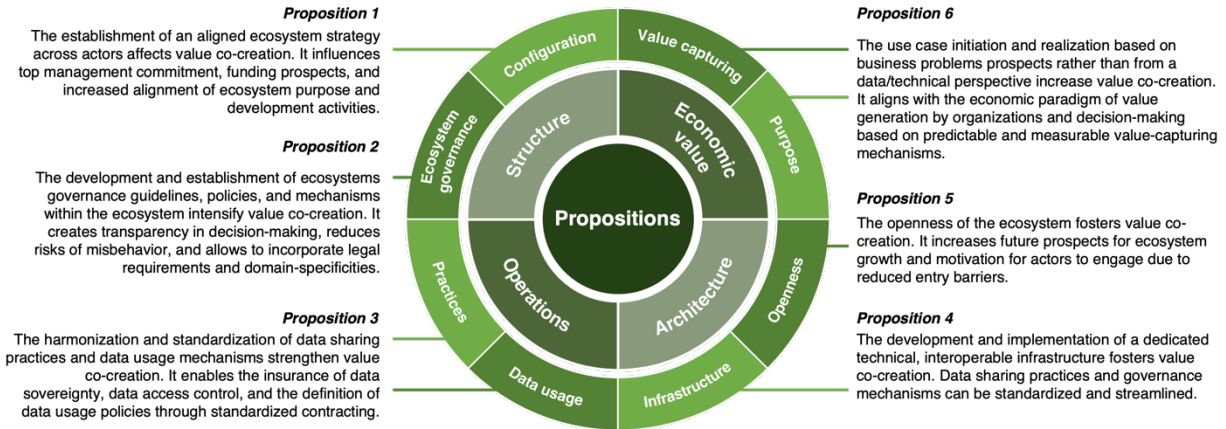 Proposition 1
The establishment of an aligned ecosystem strategy
across actors affects value co-creation. It influences
top management commitment, funding prospects, and
increased alignment of ecosystem purpose and
development activities.
Proposition 2
The development and establishment of ecosystems
governance guidelines, policies, and mechanisms
within the ecosystem intensify value co-creation. It
creates transparency in decision-making, reduces
risks of misbehavior, and allows to incorporate legal
requirements and domain-specificities.
Proposition 3
The harmonization and standardization of data sharing
practices and data usage mechanisms strengthen value
co-creation. It enables the insurance of data
sovereignty, data access control, and the definition of
data usage policies through standardized contracting.
Configuration
Value capturing
Ecosystem
governance
Structure
Economic
value
Purpose
Propositions
Practices
Operations
Architecture
Openness
Data usage
Infrastructure
Proposition 6
The use case initiation and realization based on
business problems prospects rather than from a
data/technical perspective increase value co-creation.
It aligns with the economic paradigm of value
generation by organizations and decision-making
based on predictable and measurable value-capturing
mechanisms.
Proposition 5
The openness of the ecosystem fosters value co-
creation. It increases future prospects for ecosystem
growth and motivation for actors to engage due to
reduced entry barriers.
Proposition 4
The development and implementation of a dedicated
technical, interoperable infrastructure fosters value
co-creation. Data sharing practices and governance
mechanisms can be standardized and streamlined.